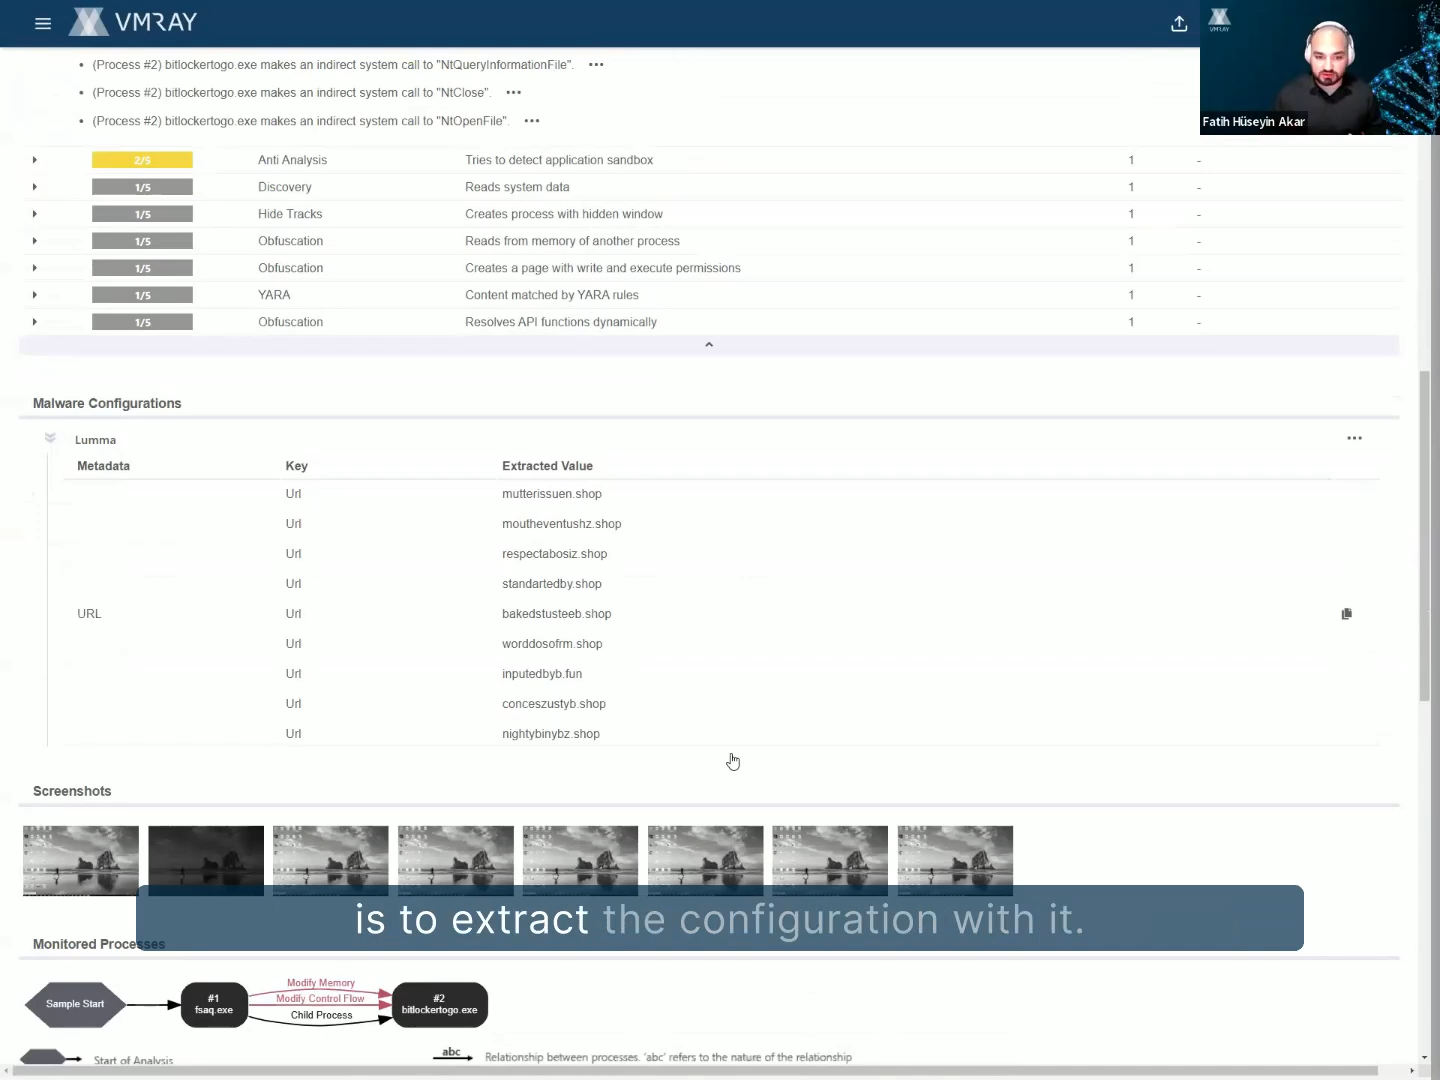 VMRAY
VMRAY
Fatih Hüseyin Akar
• (Process #2) bitlockertogo.exe makes an indirect system call to "NtQueryInformationFile". •••
• (Process #2) bitlockertogo.exe makes an indirect system call to "NtClose". •••
• (Process #2) bitlockertogo.exe makes an indirect system call to "NtOpenFile". •••
2/5 Anti Analysis Tries to detect application sandbox 1 -
1/5 Discovery Reads system data 1 -
1/5 Hide Tracks Creates process with hidden window 1 -
1/5 Obfuscation Reads from memory of another process 1 -
1/5 Obfuscation Creates a page with write and execute permissions 1 -
1/5 YARA Content matched by YARA rules 1 -
1/5 Obfuscation Resolves API functions dynamically 1 -
Malware Configurations
Lumma •••
Metadata Key Extracted Value
Url mutterissuen.shop
Url moutheventushz.shop
Url respectabosiz.shop
Url standartedby.shop
URL Url bakedstusteeb.shop
Url worddosofrm.shop
Url inputedbyb.fun
Url conceszustyb.shop
Url nightybinybz.shop
Screenshots
is to extract the configuration with it.
Monitored Processes
Sample Start
#1
fsaq.exe
Modify Memory
Modify Control Flow
Child Process
#2
bitlockertogo.exe
Start of Analysis
abc
Relationship between processes. 'abc' refers to the nature of the relationship